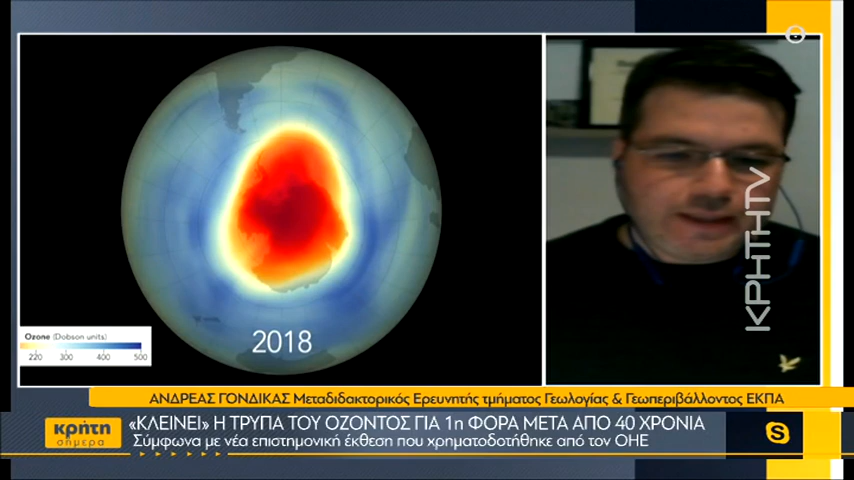 2018
Ozone (Dobson units)
220 300 400 500
ΚΡΗΤΗTV
ΑΝΔΡΕΑΣ ΓΟΝΔΙΚΑΣ Μεταδιδακτορικός Ερευνητής τμήματος Γεωλογίας & Γεωπεριβάλλοντος ΕΚΠΑ
κρήτη
σήμερα
«ΚΛΕΙΝΕΙ» Η ΤΡΥΠΑ ΤΟΥ ΟΖΟΝΤΟΣ ΓΙΑ 1η ΦΟΡΑ ΜΕΤΑ ΑΠΟ 40 ΧΡΟΝΙΑ
Σύμφωνα με νέα επιστημονική έκθεση που χρηματοδοτήθηκε από τον ΟΗΕ